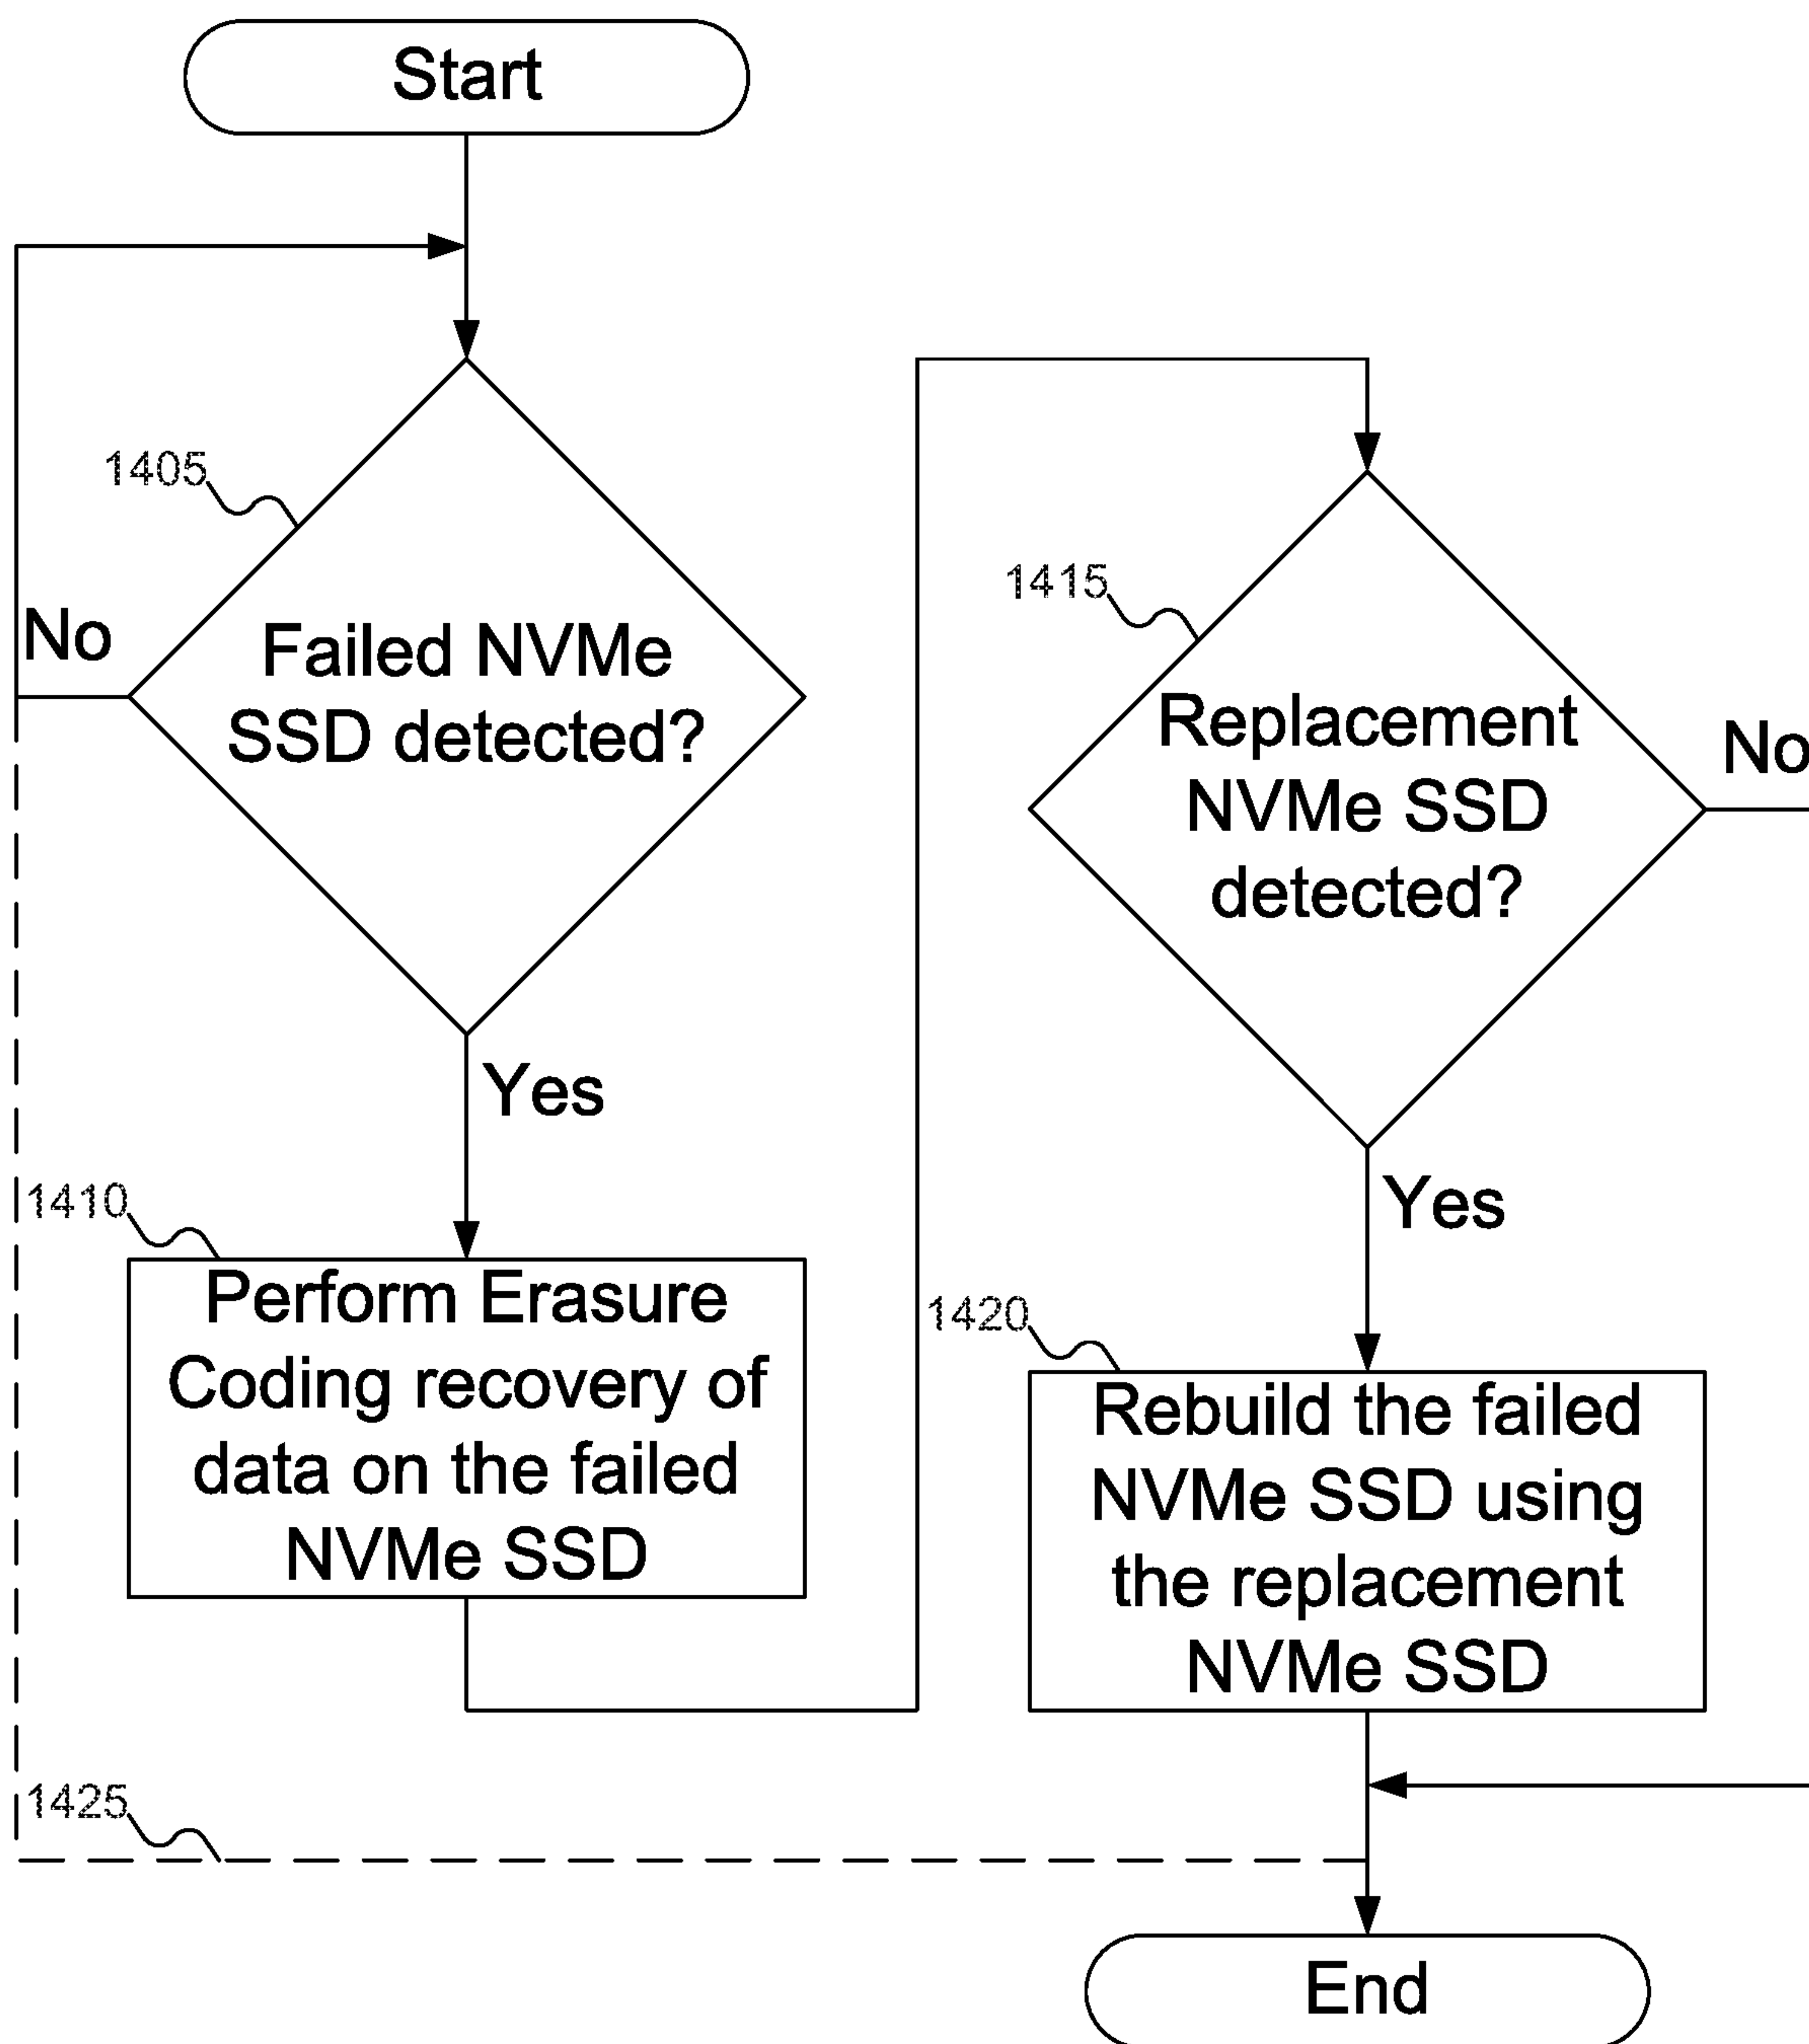 Start
1405
No
Failed NVMe
SSD detected?
Yes
1410
Perform Erasure
Coding recovery of
data on the failed
NVMe SSD
1415
Replacement
NVMe SSD
detected?
No
Yes
1420
Rebuild the failed
NVMe SSD using
the replacement
NVMe SSD
1425
End